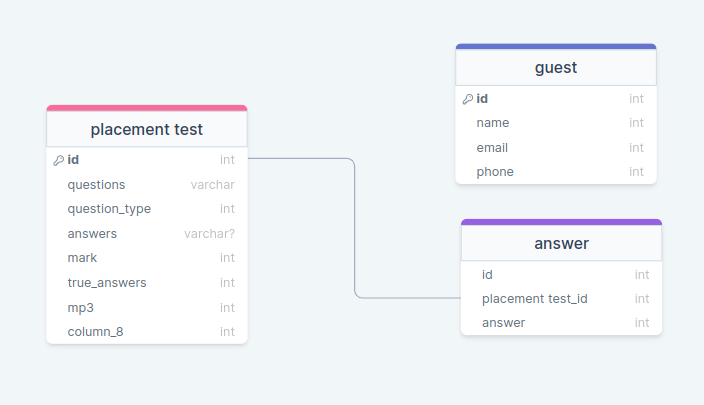 placement test
id int
questions varchar
question_type int
answers varchar?
mark int
true_answers int
mp3 int
column_8 int
guest
id int
name int
email int
phone int
answer
id int
placement test_id int
answer int